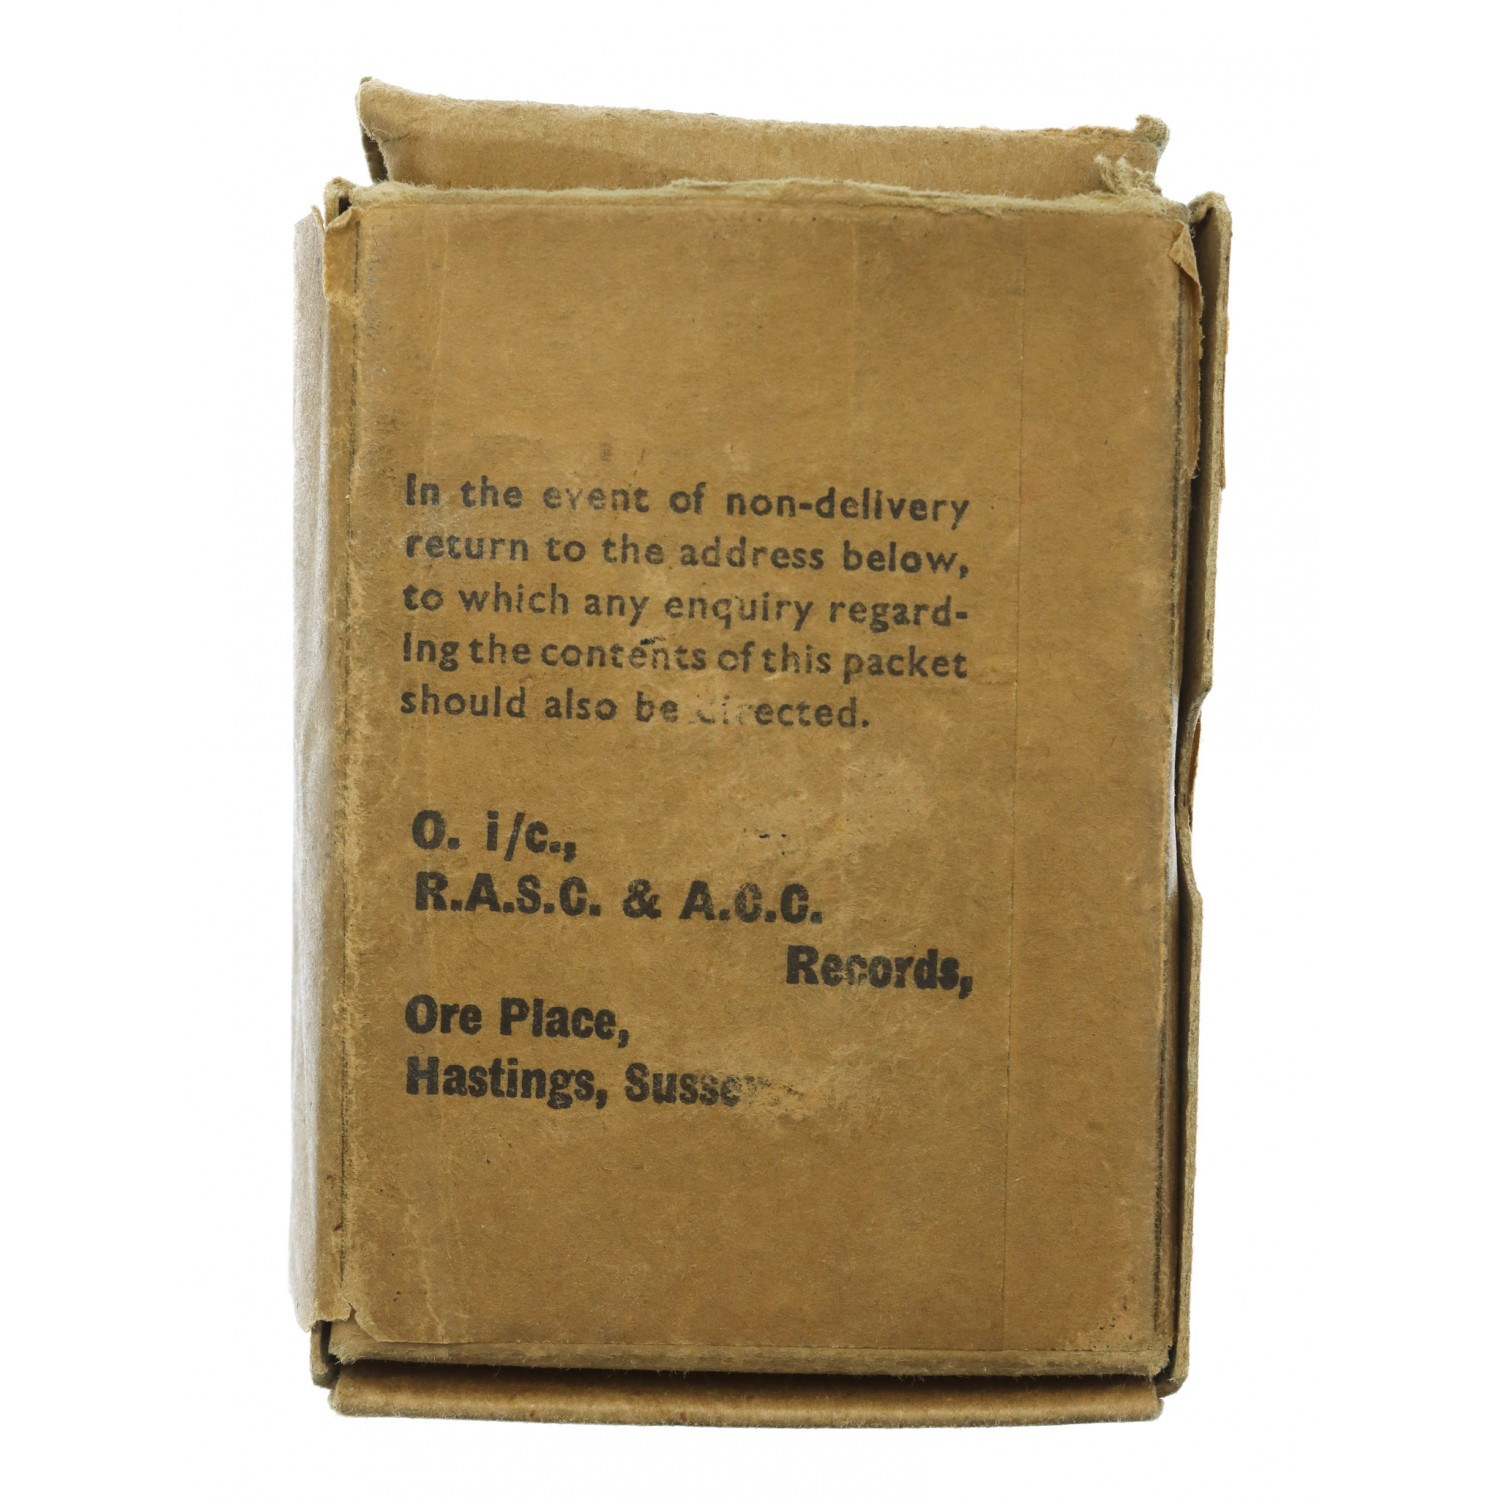 In the event of non-delivery
return to the address below,
to which any enquiry regard-
ing the contents of this packet
should also be directed.
O. i/c.,
R.A.S.C. & A.C.C.
Records,
Ore Place,
Hastings, Sussex